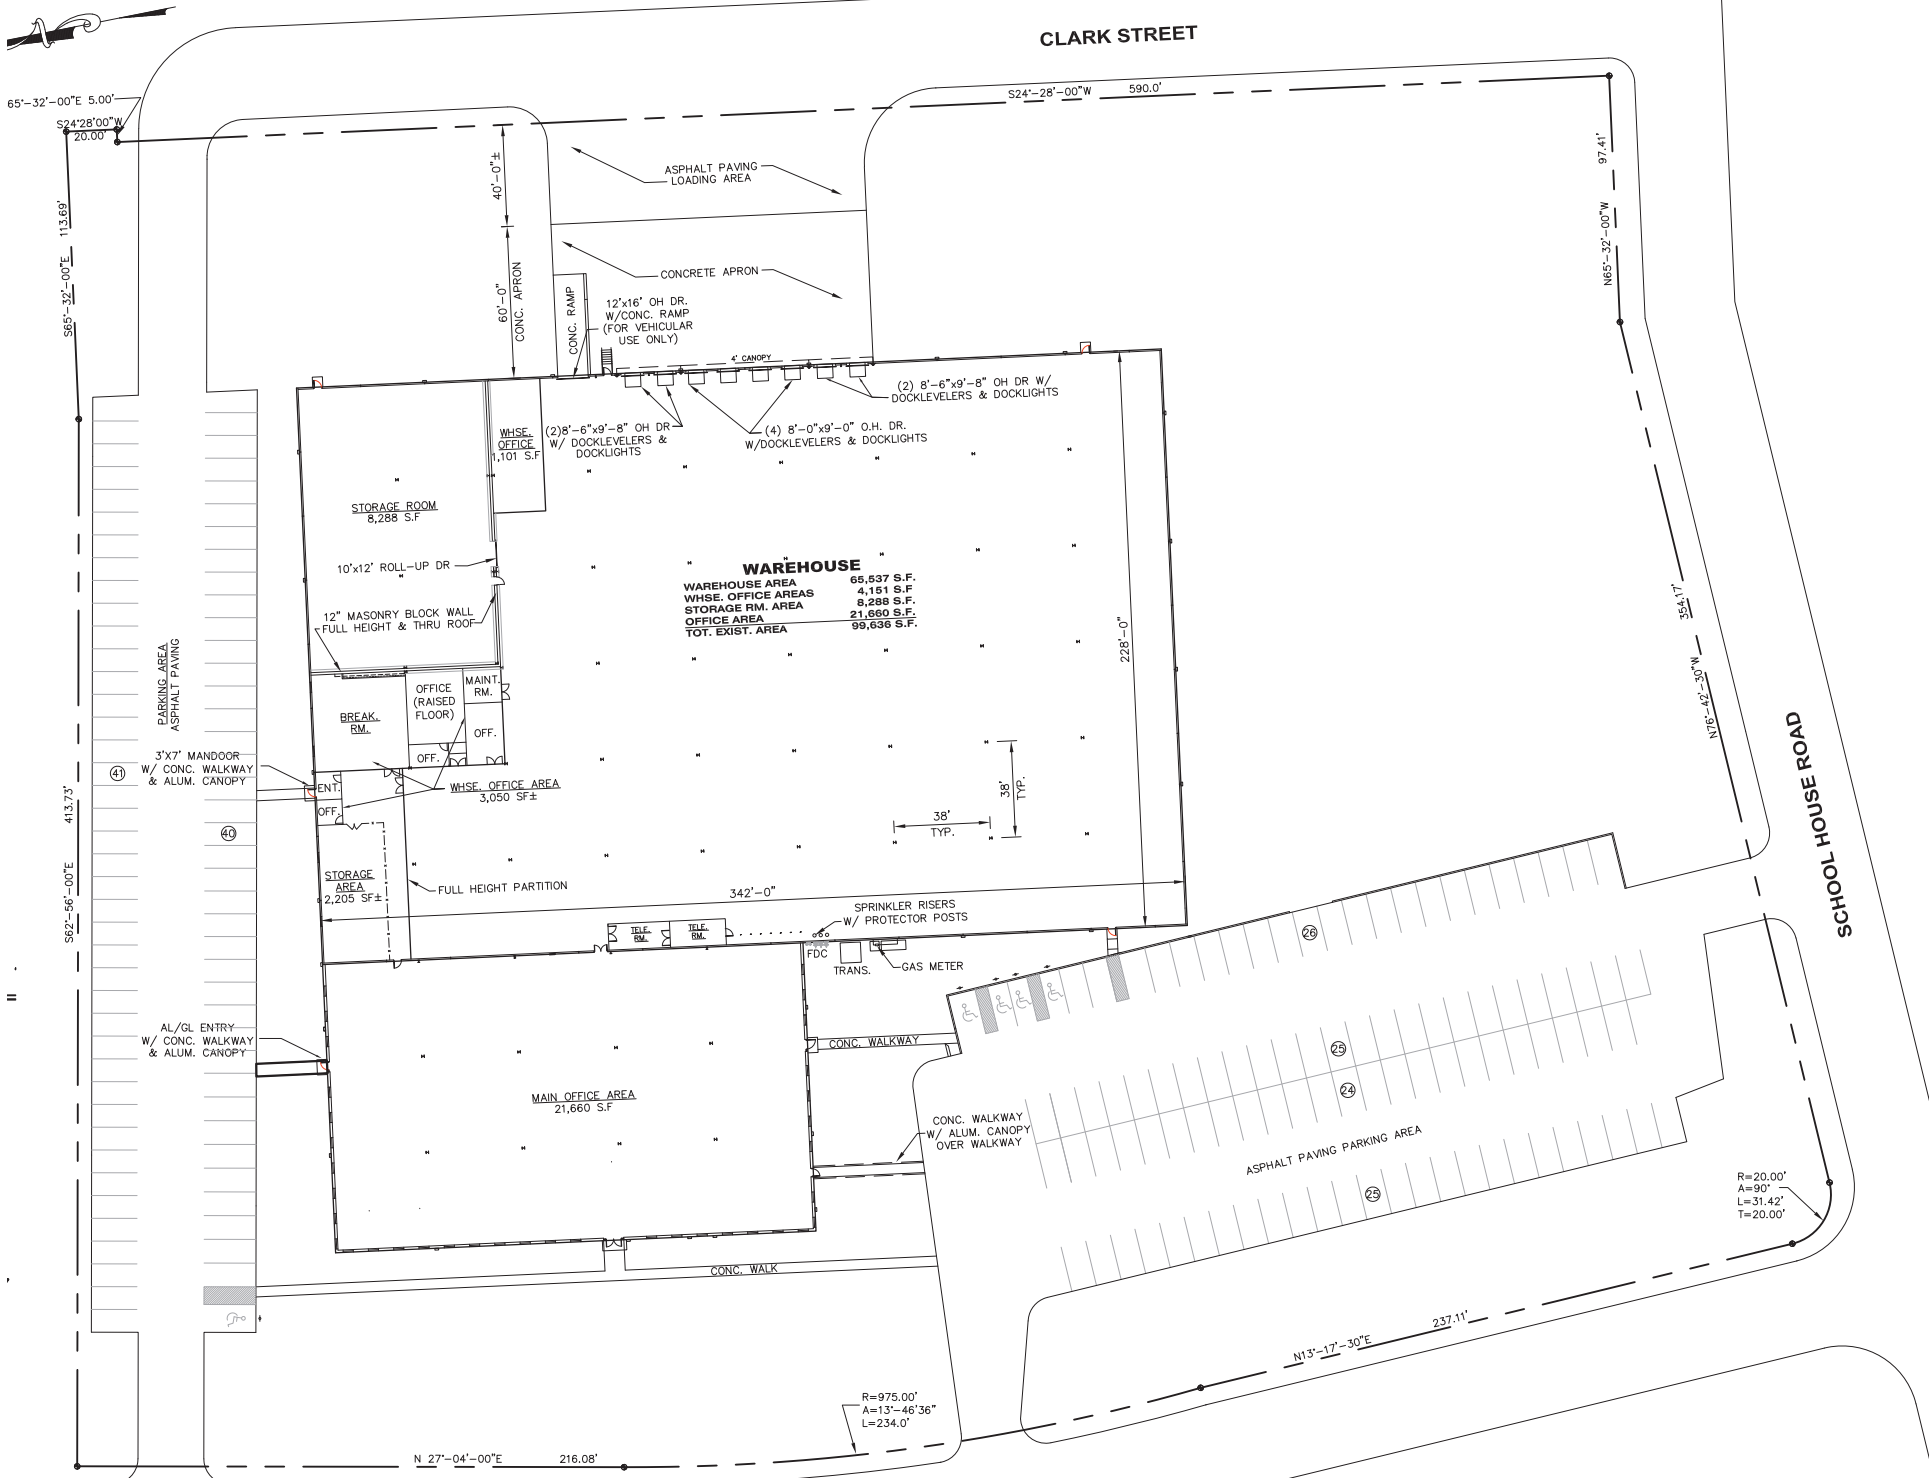 CLARK STREET
65°-32'-00"E 5.00'
S24°28'00"W
20.00'
S24°-28'-00"W 590.0'
97.41'
N65°-32'-00"W
S65°-32'-00"E 113.69'
40'-0"±
ASPHALT PAVING
LOADING AREA
60'-0"
CONC. APRON
CONCRETE APRON
CONC. RAMP
12'x16' OH DR.
W/CONC. RAMP
(FOR VEHICULAR
USE ONLY)
4' CANOPY
(2) 8'-6"x9'-8" OH DR W/
DOCKLEVELERS & DOCKLIGHTS
WHSE.
OFFICE
1,101 S.F
(2)8'-6"x9'-8" OH DR
W/ DOCKLEVELERS &
DOCKLIGHTS
(4) 8'-0"x9'-0" O.H. DR.
W/DOCKLEVELERS & DOCKLIGHTS
STORAGE ROOM
8,288 S.F
10'x12' ROLL-UP DR
12" MASONRY BLOCK WALL
FULL HEIGHT & THRU ROOF
WAREHOUSE
WAREHOUSE AREA 65,537 S.F.
WHSE. OFFICE AREAS 4,151 S.F
STORAGE RM. AREA 8,288 S.F.
OFFICE AREA 21,660 S.F.
TOT. EXIST. AREA 99,636 S.F.
228'-0"
354.17'
N76°-42'-30"W
SCHOOL HOUSE ROAD
PARKING AREA
ASPHALT PAVING
BREAK.
RM.
OFFICE
(RAISED
FLOOR)
MAINT.
RM.
OFF.
OFF.
3'X7' MANDOOR
W/ CONC. WALKWAY
& ALUM. CANOPY
41
ENT.
OFF.
WHSE. OFFICE AREA
3,050 SF±
38'
TYP.
38'
TYP.
40
S62°-56'-00"E 413.73'
STORAGE
AREA
2,205 SF±
FULL HEIGHT PARTITION
342'-0"
SPRINKLER RISERS
W/ PROTECTOR POSTS
TELE.
RM.
TELE.
RM.
FDC
TRANS.
GAS METER
26
AL/GL ENTRY
W/ CONC. WALKWAY
& ALUM. CANOPY
CONC. WALKWAY
25
24
MAIN OFFICE AREA
21,660 S.F
CONC. WALKWAY
W/ ALUM. CANOPY
OVER WALKWAY
ASPHALT PAVING PARKING AREA
25
R=20.00'
A=90°
L=31.42'
T=20.00'
CONC. WALK
N13°-17'-30"E 237.11'
R=975.00'
A=13°-46'36"
L=234.0'
N 27°-04'-00"E 216.08'